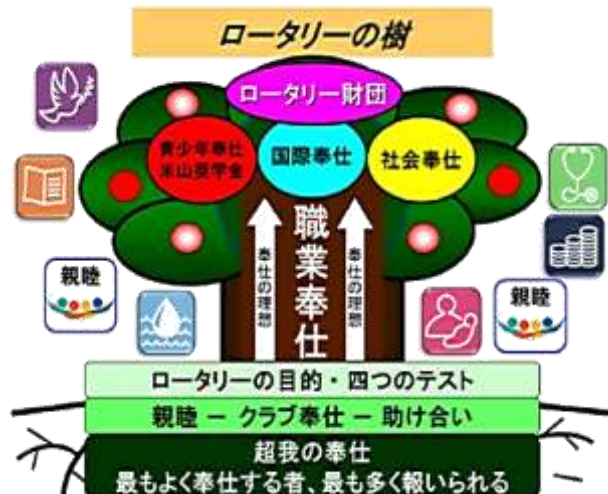 ロータリーの樹
ロータリー財団
青少年奉仕
米山奨学金
国際奉仕
社会奉仕
職業奉仕
奉仕の理想
奉仕の理想
親睦
親睦
ロータリーの目的・四つのテスト
親睦 － クラブ奉仕 － 助け合い
超我の奉仕
最もよく奉仕する者、最も多く報いられる